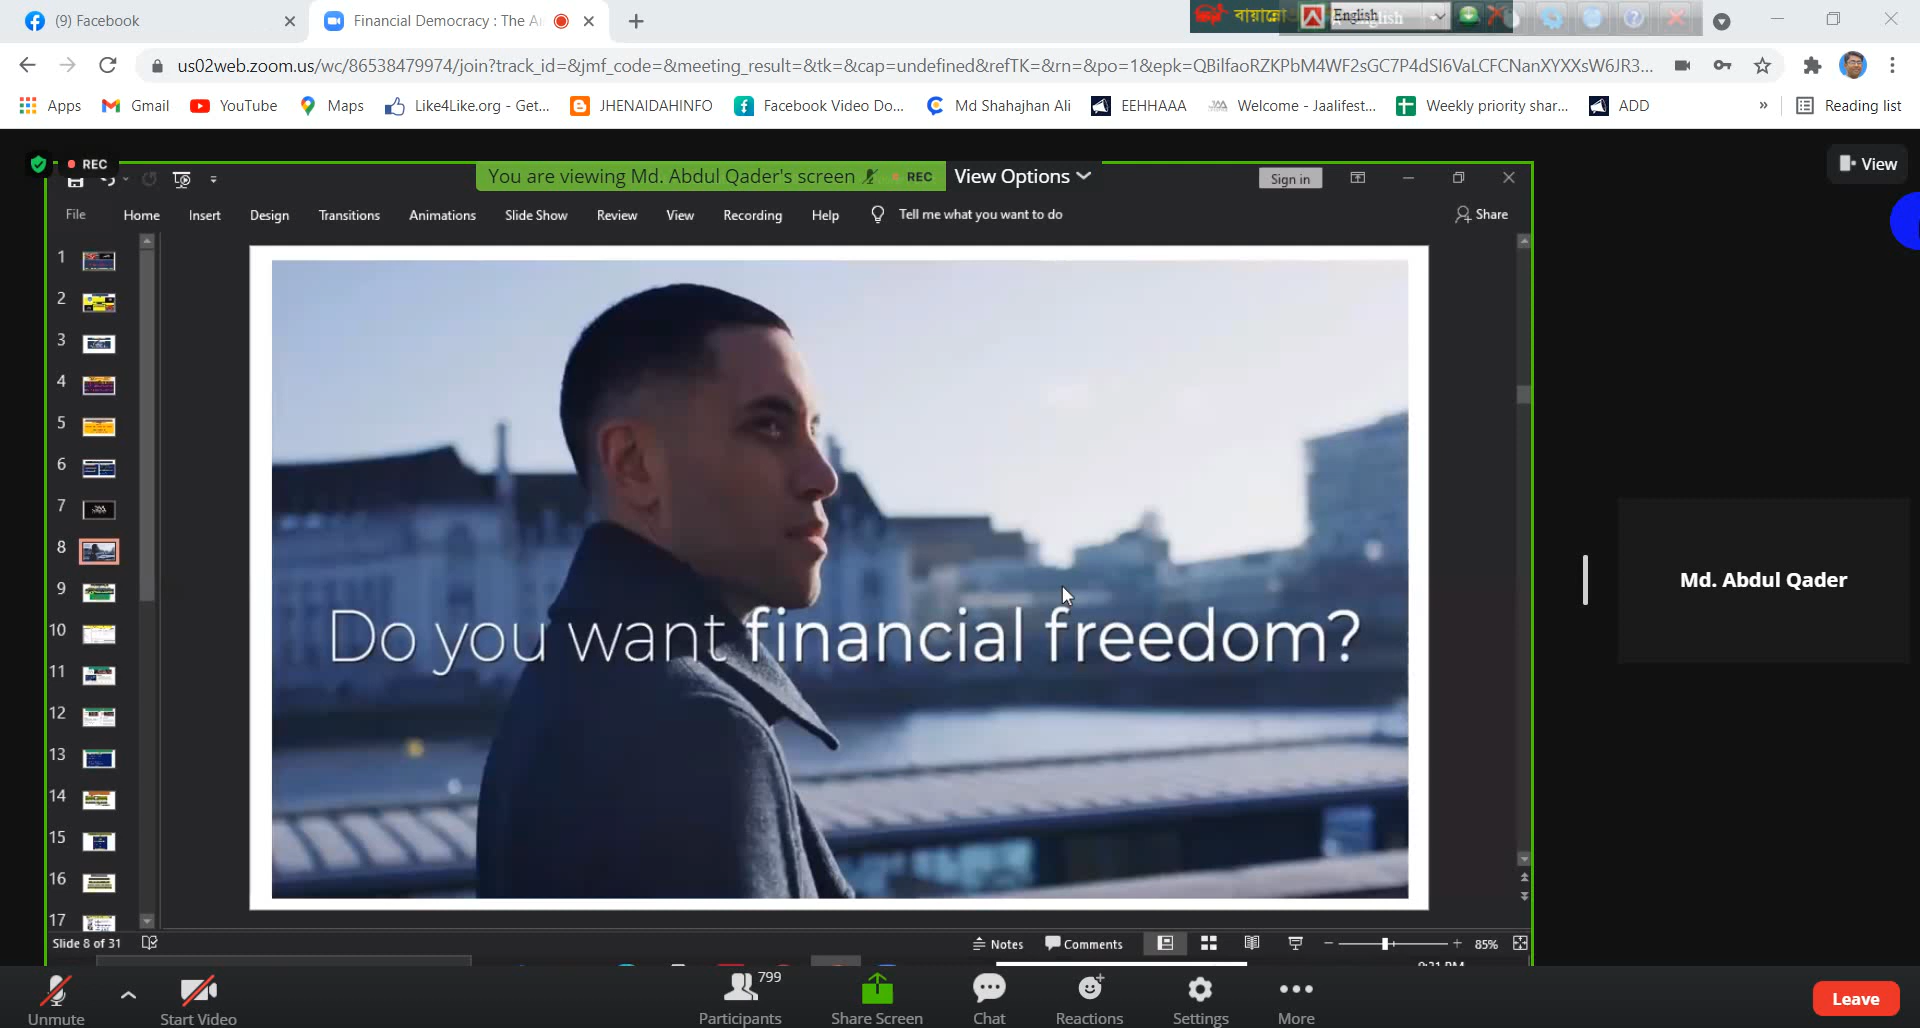 (9) Facebook
Financial Democracy : The A
বায়ান্নো
English
us02web.zoom.us/wc/86538479974/join?track_id=&jmf_code=&meeting_result=&tk=&cap=undefined&refTK=&rn=&po=1&epk=QBilfaoRZKPbM4WF2sGC7P4dSI6VaLCFCNanXYXXsW6JR3...
Apps
Gmail
YouTube
Maps
Like4Like.org - Get...
JHENAIDAHINFO
Facebook Video Do...
Md Shahajhan Ali
EEHHAAA
Welcome - Jaalifest...
Weekly priority shar...
ADD
»
Reading list
REC
You are viewing Md. Abdul Qader's screen
REC
View Options
Sign in
View
File
Home
Insert
Design
Transitions
Animations
Slide Show
Review
View
Recording
Help
Tell me what you want to do
Share
1
2
3
4
5
6
7
8
9
10
11
12
13
14
15
16
17
Do you want financial freedom?
Md. Abdul Qader
Slide 8 of 31
Notes
Comments
85%
9:31 PM
Unmute
Start Video
799
Participants
Share Screen
Chat
Reactions
Settings
More
Leave